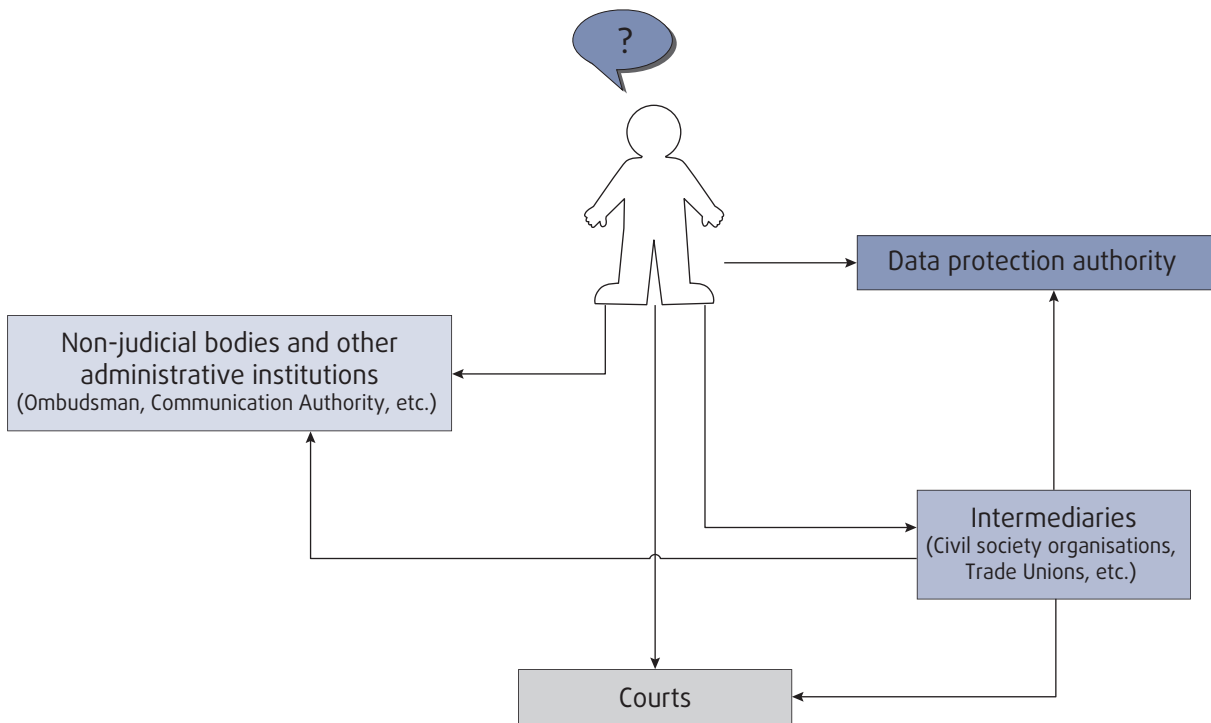 ?
Data protection authority
Non-judicial bodies and other
administrative institutions
(Ombudsman, Communication Authority, etc.)
Intermediaries
(Civil society organisations,
Trade Unions, etc.)
Courts